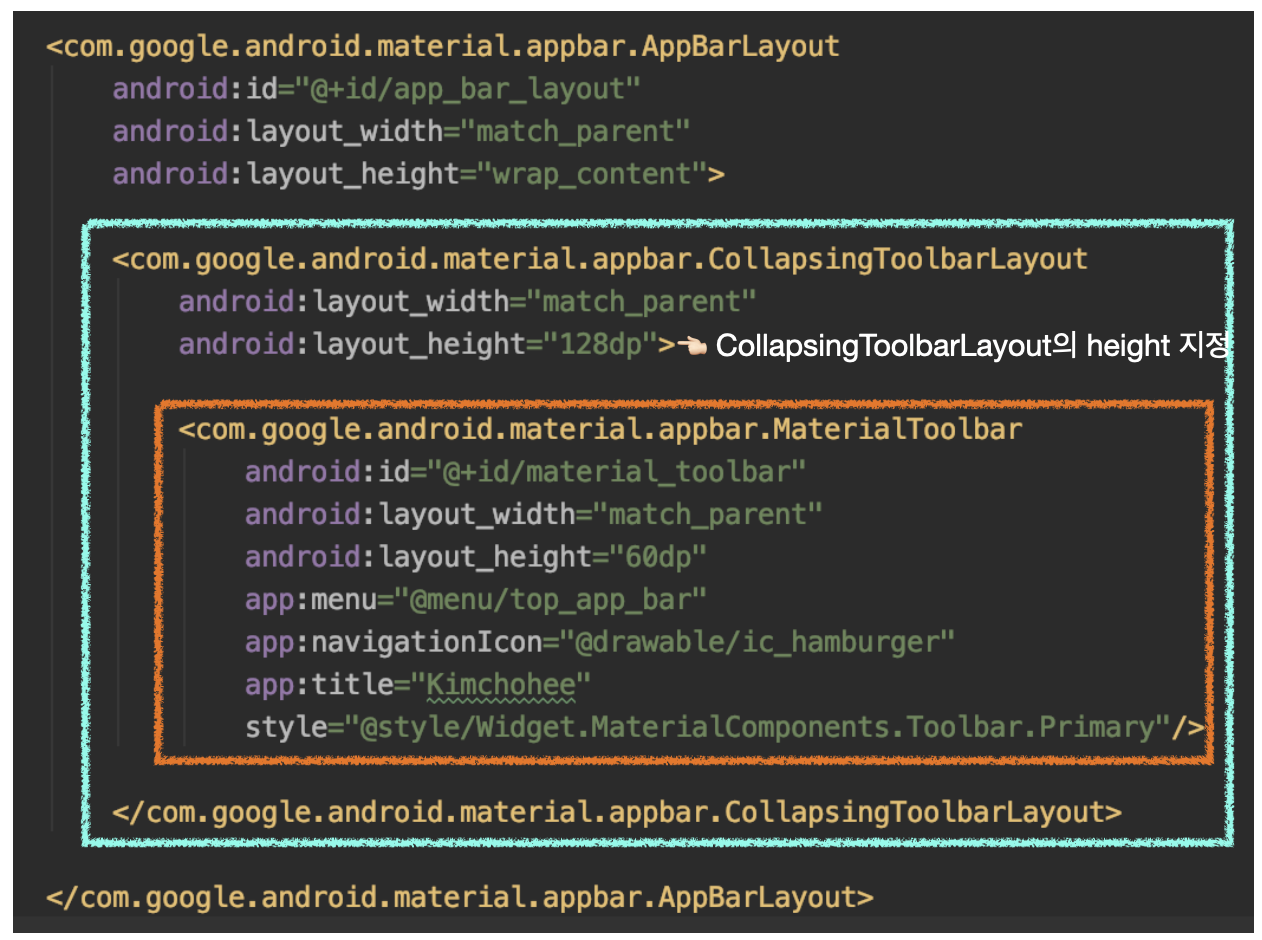 <com.google.android.material.appbar.AppBarLayout
android:id="@+id/app_bar_layout"
android:layout_width="match_parent"
android:layout_height="wrap_content">
<com.google.android.material.appbar.CollapsingToolbarLayout
android:layout_width="match_parent"
android:layout_height="128dp">👈🏻 CollapsingToolbarLayout의 height 지정
<com.google.android.material.appbar.MaterialToolbar
android:id="@+id/material_toolbar"
android:layout_width="match_parent"
android:layout_height="60dp"
app:menu="@menu/top_app_bar"
app:navigationIcon="@drawable/ic_hamburger"
app:title="Kimchohee"
style="@style/Widget.MaterialComponents.Toolbar.Primary"/>
</com.google.android.material.appbar.CollapsingToolbarLayout>
</com.google.android.material.appbar.AppBarLayout>